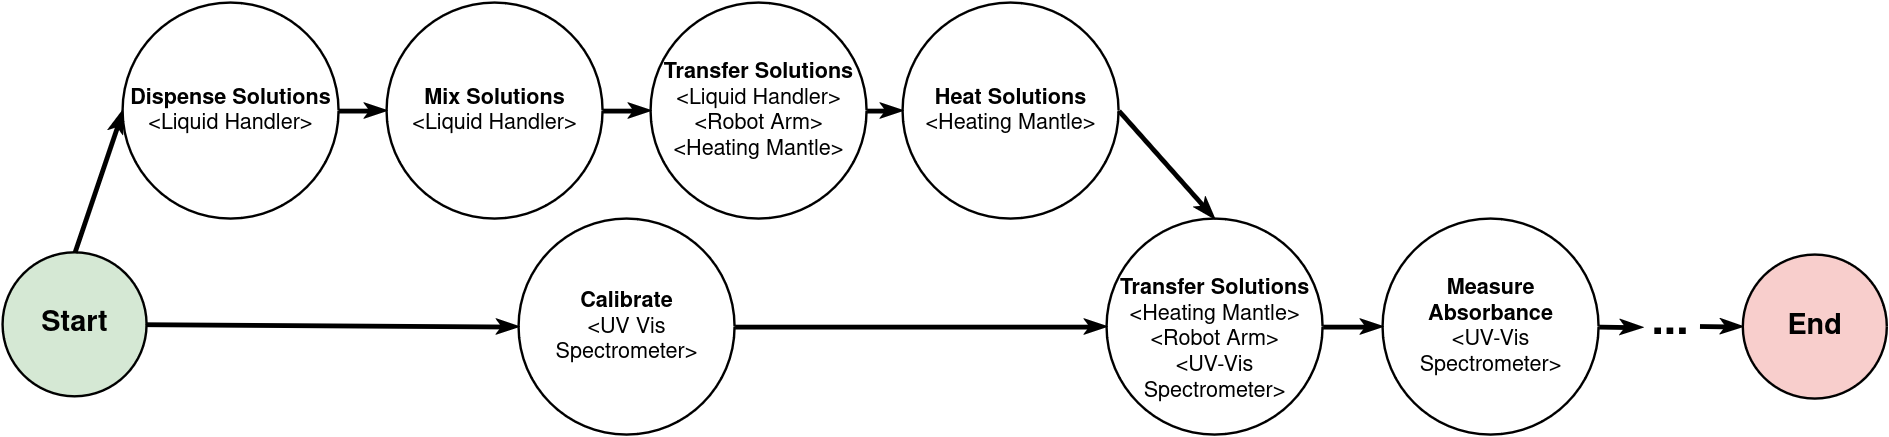 Dispense Solutions
<Liquid Handler>
Mix Solutions
<Liquid Handler>
Transfer Solutions
<Liquid Handler>
<Robot Arm>
<Heating Mantle>
Heat Solutions
<Heating Mantle>
Start
Calibrate
<UV Vis
Spectrometer>
Transfer Solutions
<Heating Mantle>
<Robot Arm>
<UV-Vis
Spectrometer>
Measure
Absorbance
<UV-Vis
Spectrometer>
...
End